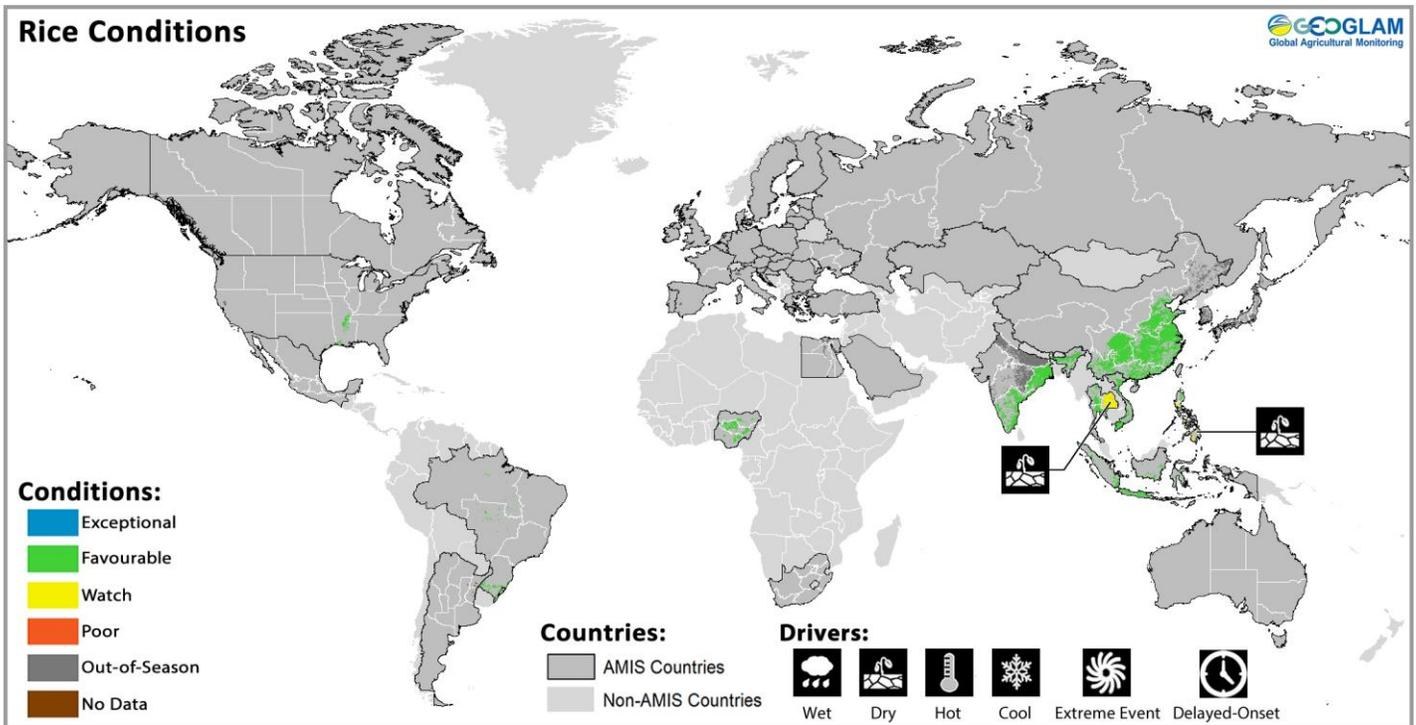 Rice Conditions
GEOGLAM
Global Agricultural Monitoring
Conditions:
Exceptional
Favourable
Watch
Poor
Out-of-Season
No Data
Countries:
AMIS Countries
Non-AMIS Countries
Drivers:
Wet
Dry
Hot
Cool
Extreme Event
Delayed-Onset